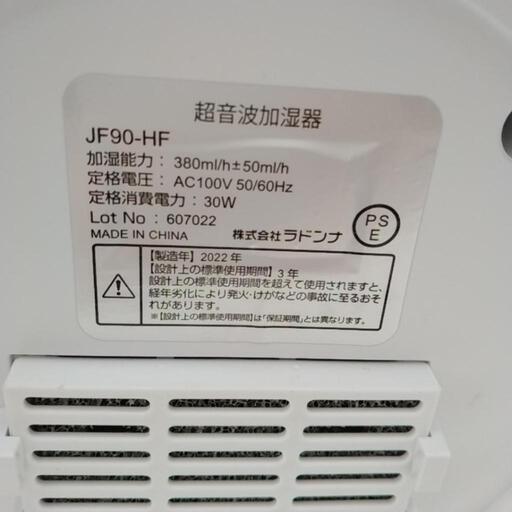 超音波加湿器
JF90-HF
加湿能力： 380ml/h±50ml/h
定格電圧： AC100V 50/60Hz
定格消費電力： 30W
Lot No : 607022
MADE IN CHINA 株式会社ラドンナ
PS
E
【製造年】2022年
【設計上の標準使用期間】3年
設計上の標準使用期間を超えて使用されますと、
経年劣化により発火・けがなどの事故に至るおそ
れがあります。
※【設計上の標準使用期間】は「保証期間」とは異なります。